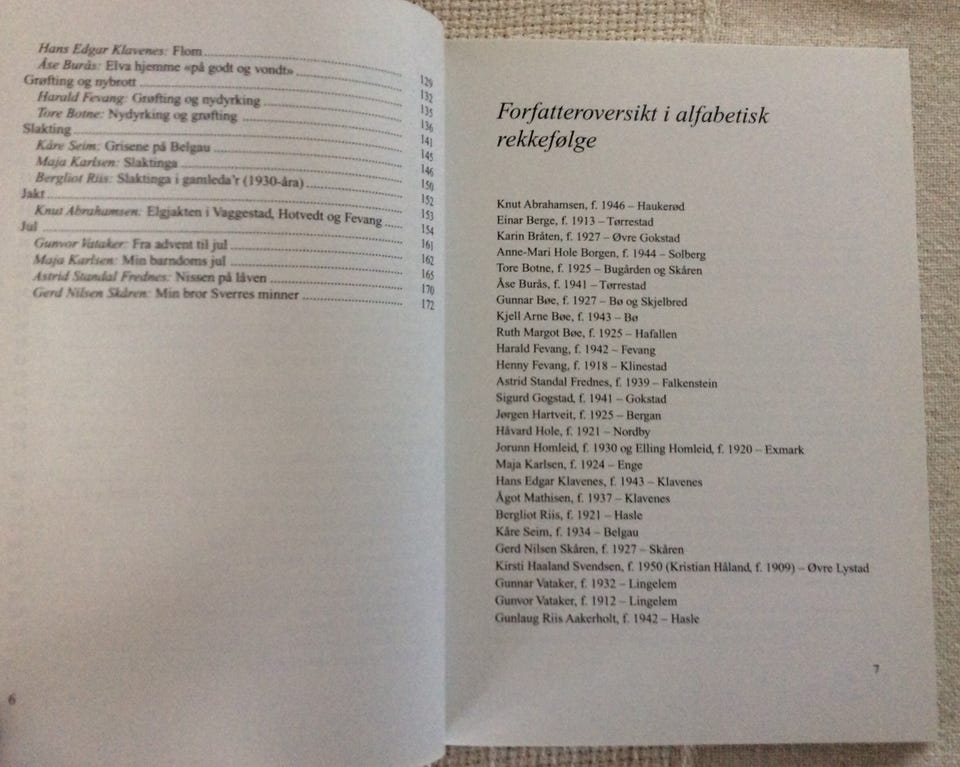 Hans Edgar Klavenes: Flom 129
Åse Burås: Elva hjemme «på godt og vondt» 132
Grøfting og nybrott 135
Harald Fevang: Grøfting og nydyrking 136
Tore Botne: Nydyrking og grøfting 141
Slakting 145
Kåre Seim: Grisene på Belgau 146
Maja Karlsen: Slaktinga 150
Bergliot Riis: Slaktinga i gamleda'r (1930-åra) 152
Jakt 153
Knut Abrahamsen: Elgjakten i Vaggestad, Hotvedt og Fevang 154
Jul 161
Gunvor Vataker: Fra advent til jul 162
Maja Karlsen: Min barndoms jul 165
Astrid Standal Frednes: Nissen på låven 170
Gerd Nilsen Skåren: Min bror Sverres minner 172
6
Forfatteroversikt i alfabetisk
rekkefølge
Knut Abrahamsen, f. 1946 – Haukerød
Einar Berge, f. 1913 – Tørrestad
Karin Bråten, f. 1927 – Øvre Gokstad
Anne-Mari Hole Borgen, f. 1944 – Solberg
Tore Botne, f. 1925 – Bugården og Skåren
Åse Burås, f. 1941 – Tørrestad
Gunnar Bøe, f. 1927 – Bø og Skjelbred
Kjell Arne Bøe, f. 1943 – Bø
Ruth Margot Bøe, f. 1925 – Hafallen
Harald Fevang, f. 1942 – Fevang
Henny Fevang, f. 1918 – Klinestad
Astrid Standal Frednes, f. 1939 – Falkenstein
Sigurd Gogstad, f. 1941 – Gokstad
Jørgen Hartveit, f. 1925 – Bergan
Håvard Hole, f. 1921 – Nordby
Jorunn Homleid, f. 1930 og Elling Homleid, f. 1920 – Exmark
Maja Karlsen, f. 1924 – Enge
Hans Edgar Klavenes, f. 1943 – Klavenes
Ågot Mathisen, f. 1937 – Klavenes
Bergliot Riis, f. 1921 – Hasle
Kåre Seim, f. 1934 – Belgau
Gerd Nilsen Skåren, f. 1927 – Skåren
Kirsti Haaland Svendsen, f. 1950 (Kristian Håland, f. 1909) – Øvre Lystad
Gunnar Vataker, f. 1932 – Lingelem
Gunvor Vataker, f. 1912 – Lingelem
Gunlaug Riis Aakerholt, f. 1942 – Hasle
7